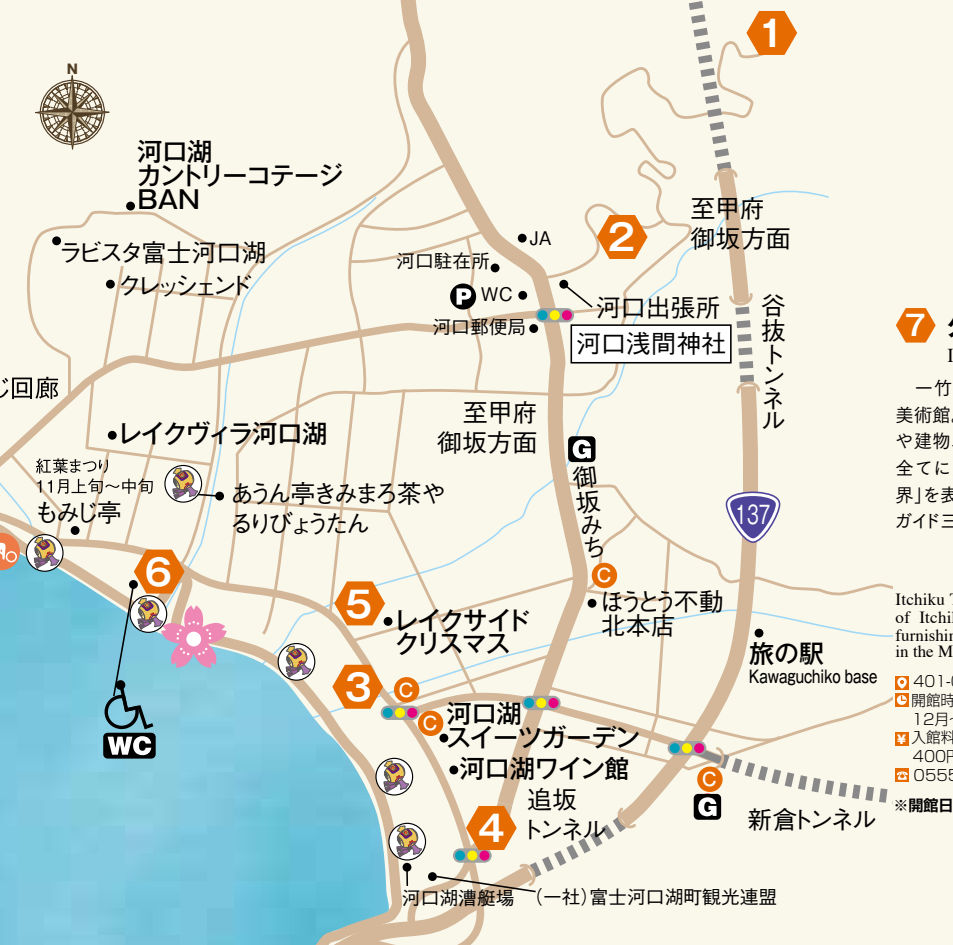 N
1
河口湖
カントリーコテージ
BAN
ラビスタ富士河口湖
クレッシェンド
至甲府
御坂方面
2
JA
河口駐在所
P WC
河口郵便局
河口出張所
河口浅間神社
谷抜トンネル
じ回廊
レイクヴィラ河口湖
至甲府
御坂方面
G
御坂みち
紅葉まつり
11月上旬～中旬
もみじ亭
あうん亭きみまろ茶や
るりびょうたん
137
6
5
レイクサイド
クリスマス
C
ほうとう不動
北本店
旅の駅
Kawaguchiko base
3
C
C
河口湖
スイーツガーデン
河口湖ワイン館
WC
追坂
トンネル
4
C
G
新倉トンネル
河口湖漕艇場
(一社)富士河口湖町観光連盟
7
一竹
美術館
や建物
全てに
界」を表
ガイド三
Itchiku
of Itchi
furnishin
in the M
401-
開館時
12月
入館料
400円
0555
※開館日